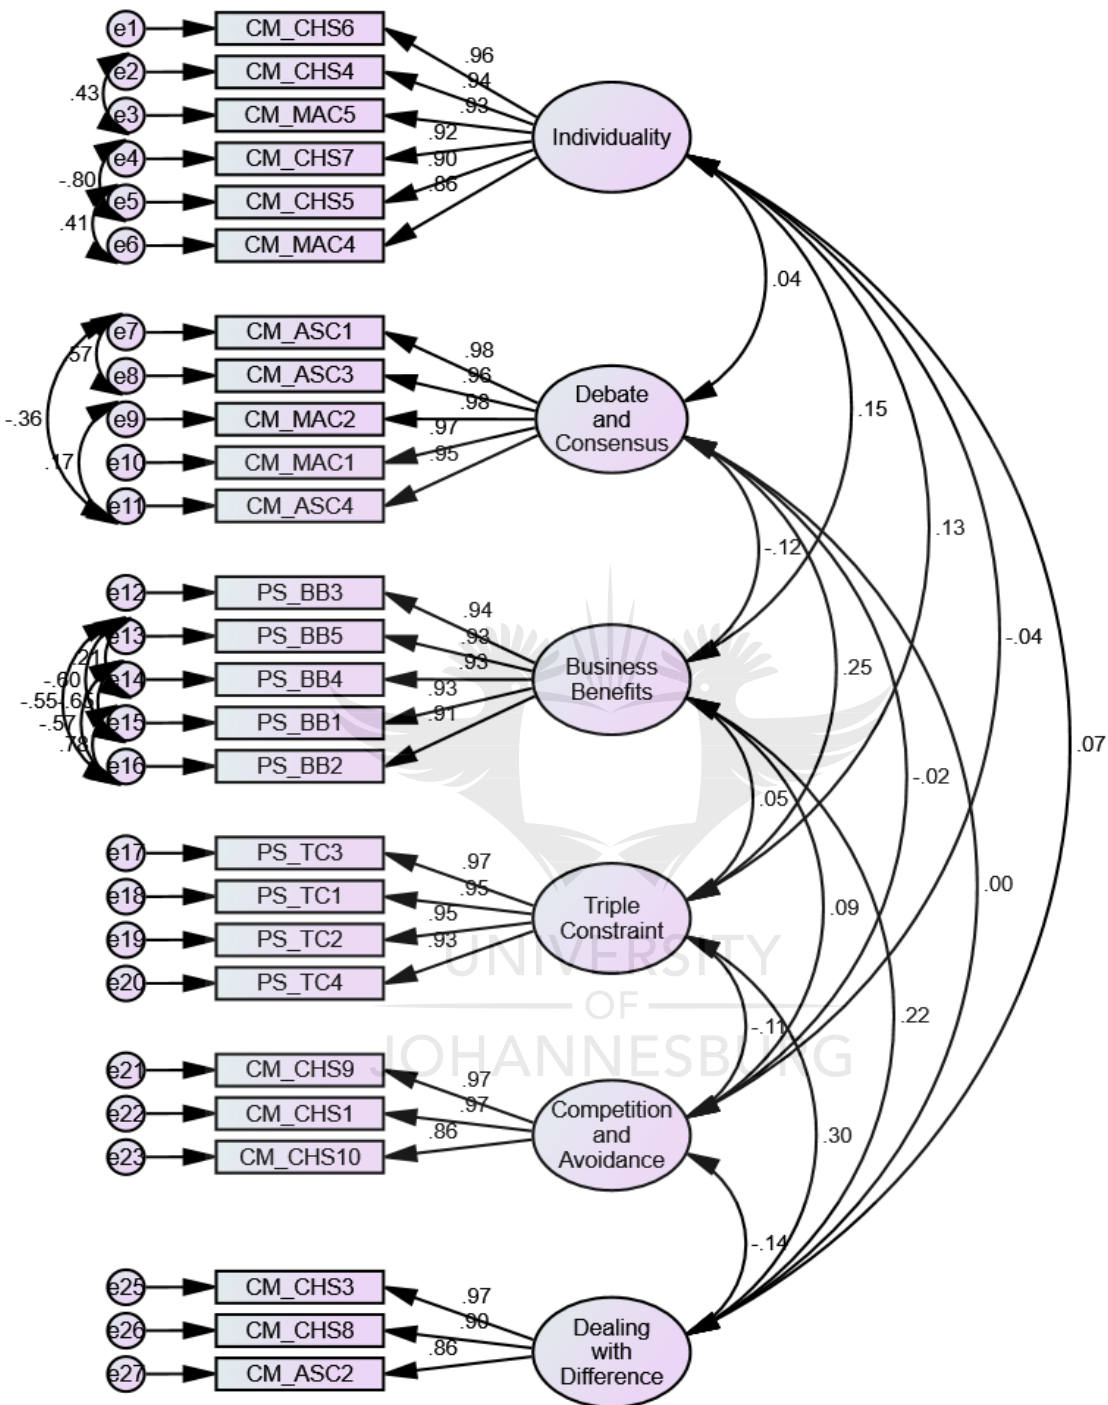 e1 CM_CHS6
.96
e2 CM_CHS4
.94
.43
.93
e3 CM_MAC5
.92
Individuality
e4 CM_CHS7
.90
-.80
.86
e5 CM_CHS5
.41
e6 CM_MAC4
.04
e7 CM_ASC1
.98
57
e8 CM_ASC3
.96
Debate
and
Consensus
.98
-.36
e9 CM_MAC2
.97
.15
.17
e10 CM_MAC1
.95
e11 CM_ASC4
.13
-.12
e12 PS_BB3
.94
e13 PS_BB5
.93
-.04
.21
.93
Business
Benefits
.25
-.60
e14 PS_BB4
.93
-.55
-.65
.91
-.57
e15 PS_BB1
.78
e16 PS_BB2
.07
-.02
.05
e17 PS_TC3
.97
e18 PS_TC1
.95
.00
Triple
Constraint
.09
.95
e19 PS_TC2
.93
e20 PS_TC4
UNIVERSITY
OF
JOHANNESBURG
.22
-.11
e21 CM_CHS9
.97
e22 CM_CHS1
.97
Competition
and
Avoidance
.86
e23 CM_CHS10
.30
-.14
e25 CM_CHS3
.97
e26 CM_CHS8
.90
Dealing
with
Difference
.86
e27 CM_ASC2